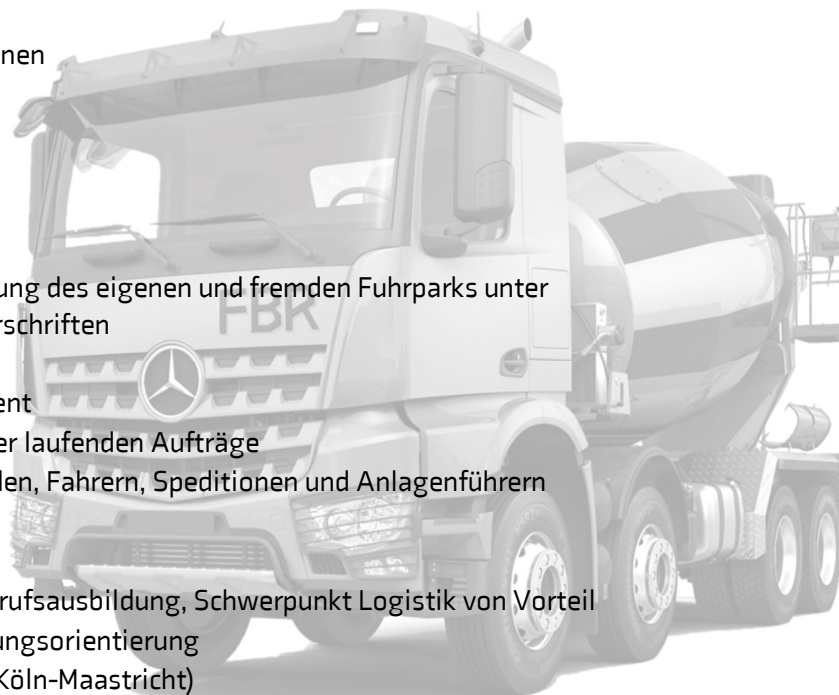 nen
ung des eigenen und fremden Fuhrparks unter
rschriften
FBR
ent
er laufenden Aufträge
den, Fahrern, Speditionen und Anlagenführern
rufsausbildung, Schwerpunkt Logistik von Vorteil
ungsorientierung
Köln-Maastricht)